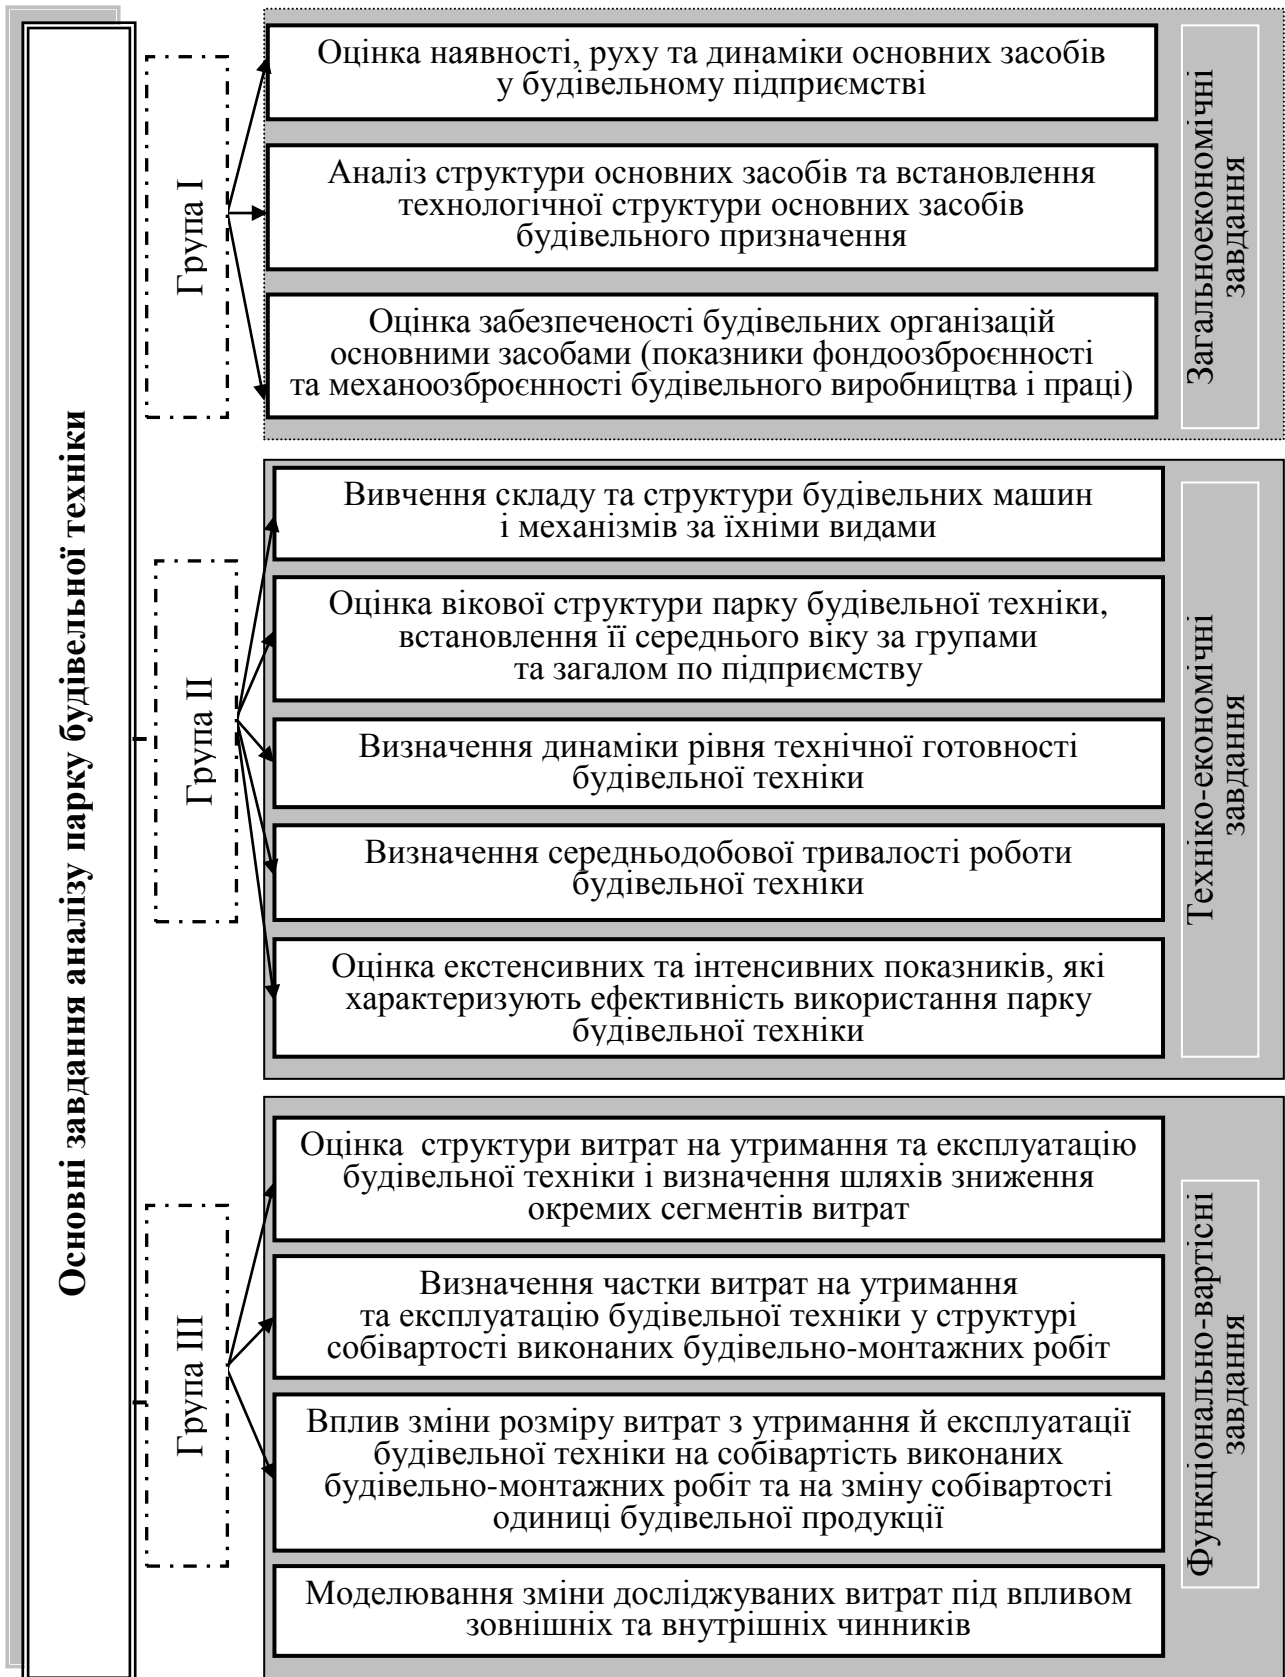 Основні завдання аналізу парку будівельної техніки
Група I
Оцінка наявності, руху та динаміки основних засобів
у будівельному підприємстві
Аналіз структури основних засобів та встановлення
технологічної структури основних засобів
будівельного призначення
Оцінка забезпеченості будівельних організацій
основними засобами (показники фондоозброєнності
та механоозброєнності будівельного виробництва і праці)
Загальноекономічні
завдання
Група II
Вивчення складу та структури будівельних машин
і механізмів за їхніми видами
Оцінка вікової структури парку будівельної техніки,
встановлення її середнього віку за групами
та загалом по підприємству
Визначення динаміки рівня технічної готовності
будівельної техніки
Визначення середньодобової тривалості роботи
будівельної техніки
Оцінка екстенсивних та інтенсивних показників, які
характеризують ефективність використання парку
будівельної техніки
Техніко-економічні
завдання
Група III
Оцінка структури витрат на утримання та експлуатацію
будівельної техніки і визначення шляхів зниження
окремих сегментів витрат
Визначення частки витрат на утримання
та експлуатацію будівельної техніки у структурі
собівартості виконаних будівельно-монтажних робіт
Вплив зміни розміру витрат з утримання й експлуатації
будівельної техніки на собівартість виконаних
будівельно-монтажних робіт та на зміну собівартості
одиниці будівельної продукції
Моделювання зміни досліджуваних витрат під впливом
зовнішніх та внутрішніх чинників
Функціонально-вартісні
завдання